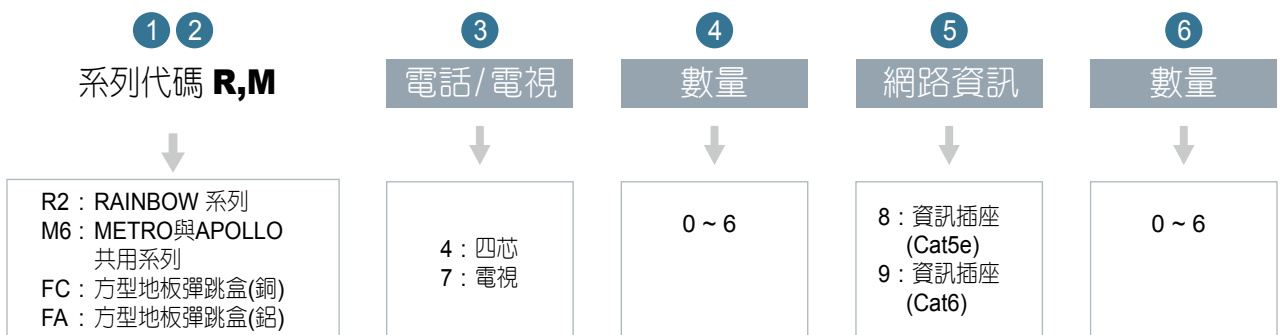 1 2
系列代碼 R,M
R2：RAINBOW 系列
M6：METRO與APOLLO
共用系列
FC：方型地板彈跳盒(銅)
FA：方型地板彈跳盒(鋁)
3
電話/電視
4：四芯
7：電視
4
數量
0 ~ 6
5
網路資訊
8：資訊插座
(Cat5e)
9：資訊插座
(Cat6)
6
數量
0 ~ 6